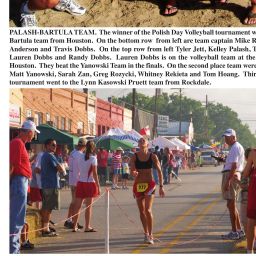 PALASH-BARTULA TEAM. The winner of the Polish Day Volleyball tournament w
Bartula team from Houston. On the bottom row from left are team captain Mike R
Anderson and Travis Dobbs. On the top row from left Tyler Jett, Kelley Palash, T
Lauren Dobbs and Randy Dobbs. Lauren Dobbs is on the volleyball team at the
Houston. They beat the Yanowski Team in the finals. On the second place team were
Matt Yanowski, Sarah Zan, Greg Rozycki, Whitney Rekieta and Tom Hoang. Thir
tournament went to the Lynn Kasowski Pruett team from Rockdale.